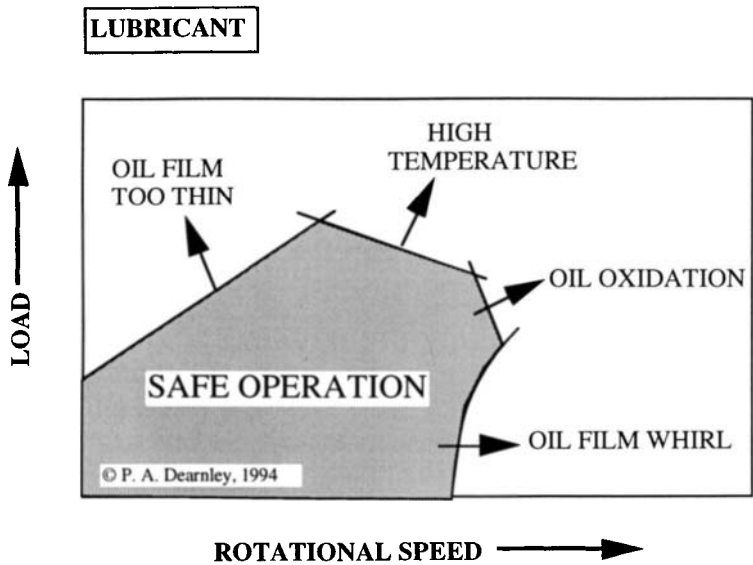 LUBRICANT
HIGH
TEMPERATURE
OIL FILM
TOO THIN
OIL OXIDATION
LOAD
SAFE OPERATION
OIL FILM WHIRL
© P. A. Dearnley, 1994
ROTATIONAL SPEED